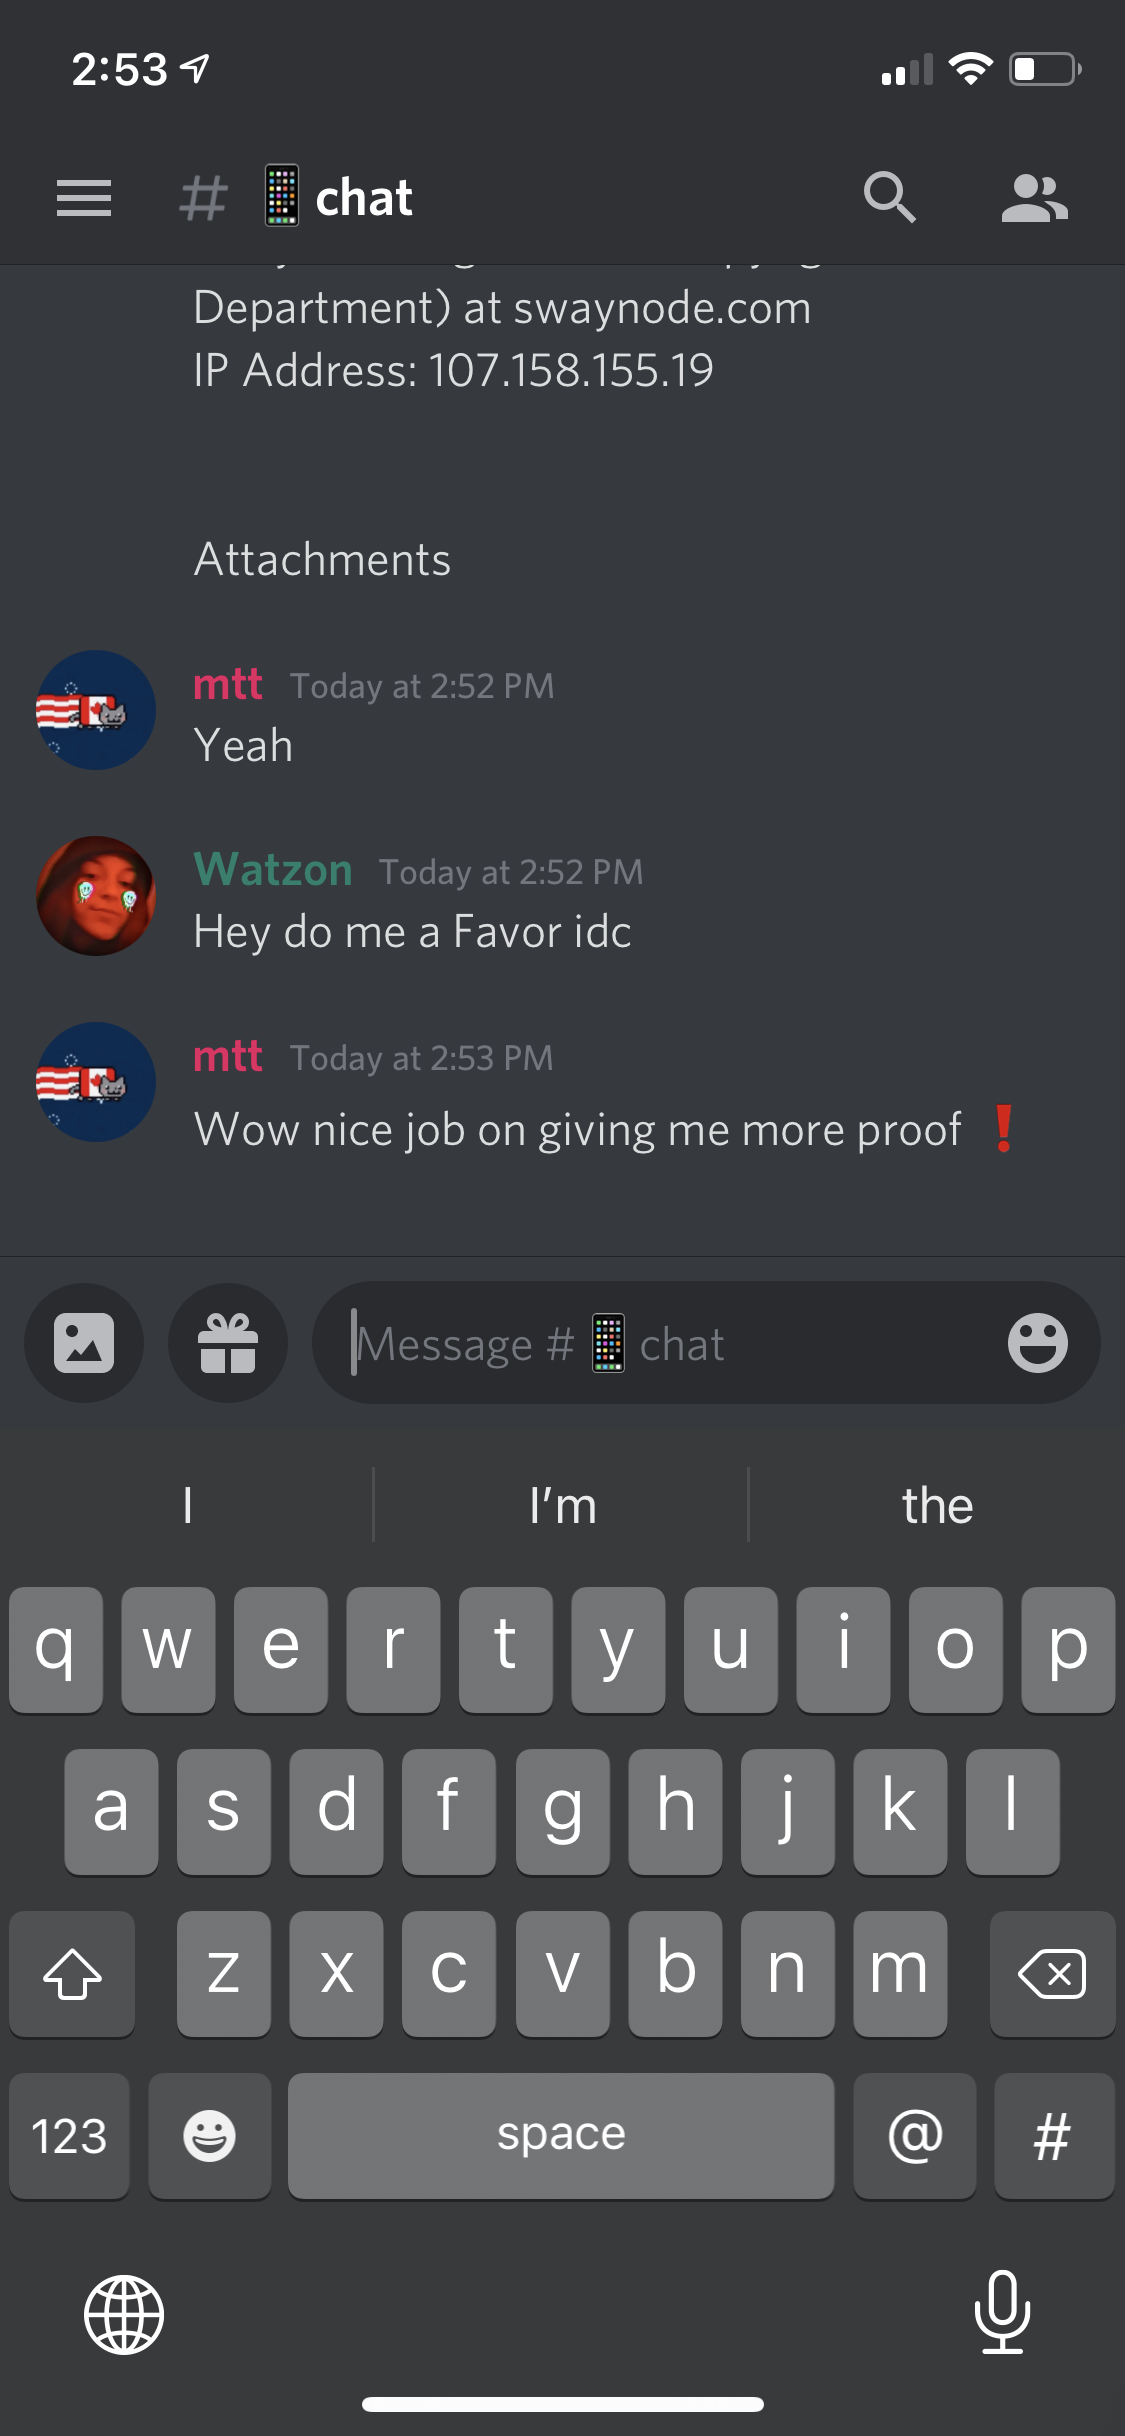 2:53
# 📱 chat
Department) at swaynode.com
IP Address: 107.158.155.19
Attachments
mtt Today at 2:52 PM
Yeah
Watzon Today at 2:52 PM
Hey do me a Favor idc
mtt Today at 2:53 PM
Wow nice job on giving me more proof ❗
Message #📱chat
I I'm the
q w e r t y u i o p
a s d f g h j k l
z x c v b n m
123 space @ #